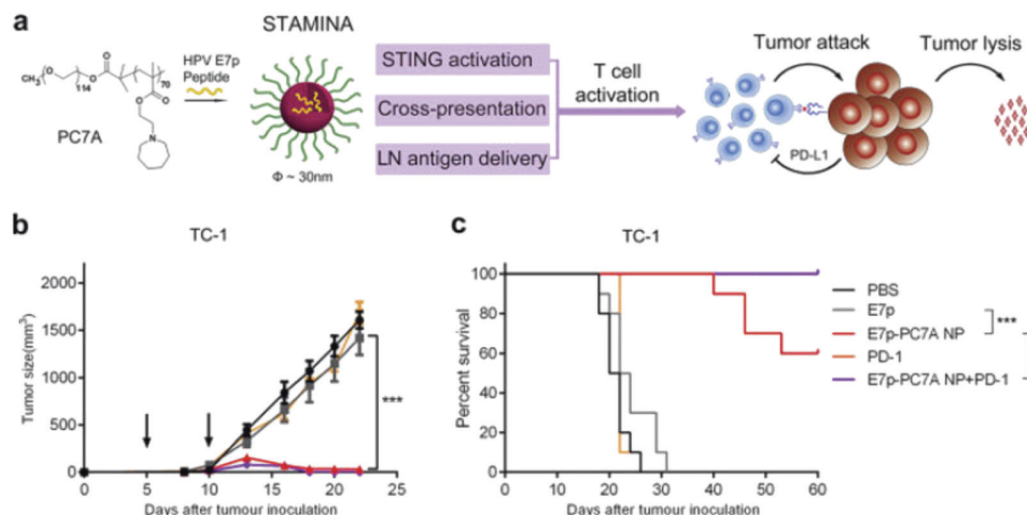 a
STAMINA
HPV E7p
Peptide
CH₃
O
114
O
O
70
O
O
N
PC7A
Φ ~ 30nm
STING activation
Cross-presentation
LN antigen delivery
T cell
activation
Tumor attack
Tumor lysis
PD-L1
b
TC-1
Tumor size(mm³)
2000
1500
1000
500
0
0 5 10 15 20 25
Days after tumour inoculation
***
c
TC-1
Percent survival
100
80
60
40
20
0
0 10 20 30 40 50 60
Days after tumour inoculation
PBS
E7p
E7p-PC7A NP
PD-1
E7p-PC7A NP+PD-1
***